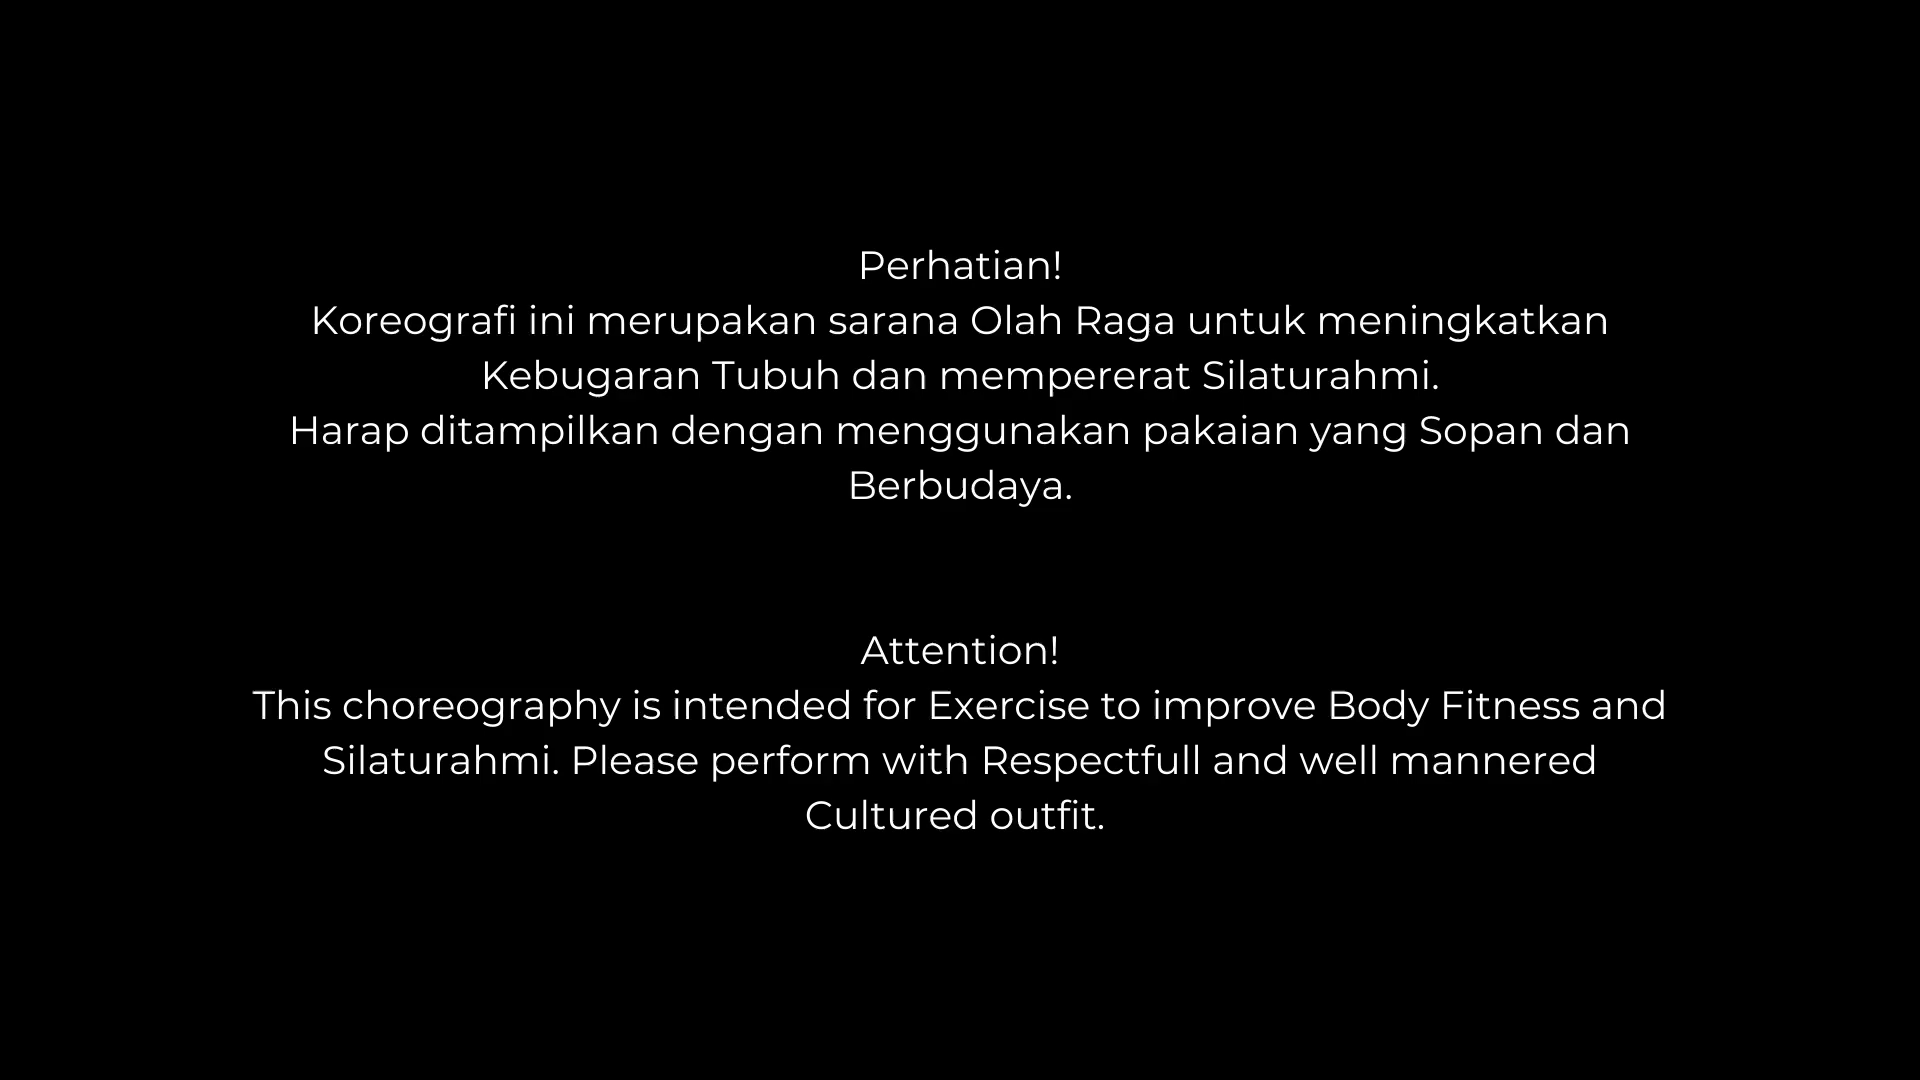 Perhatian!
Koreografi ini merupakan sarana Olah Raga untuk meningkatkan
Kebugaran Tubuh dan mempererat Silaturahmi.
Harap ditampilkan dengan menggunakan pakaian yang Sopan dan
Berbudaya.
Attention!
This choreography is intended for Exercise to improve Body Fitness and
Silaturahmi. Please perform with Respectfull and well mannered
Cultured outfit.